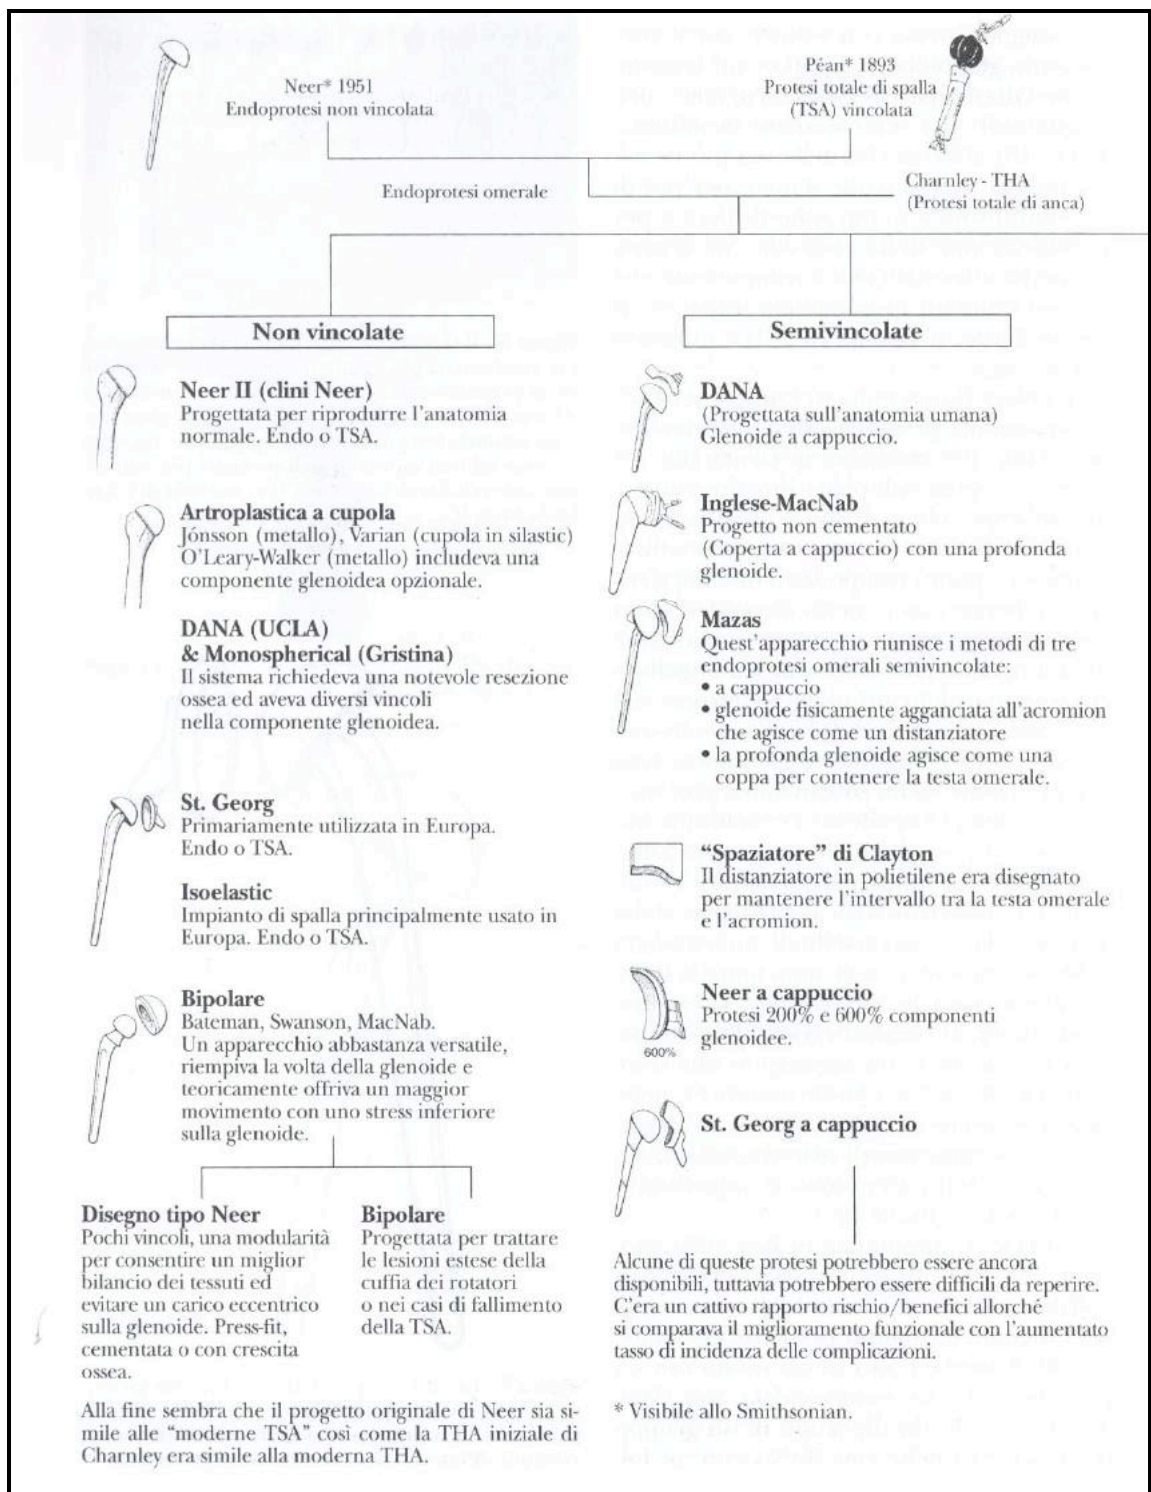 Neer* 1951
Endoprotesi non vincolata
Péan* 1893
Protesi totale di spalla
(TSA) vincolata
Endoprotesi omerale
Charnley - THA
(Protesi totale di anca)
Non vincolate
Neer II (clini Neer)
Progettata per riprodurre l'anatomia
normale. Endo o TSA.
Artroplastica a cupola
Jónsson (metallo), Varian (cupola in silastic)
O'Leary-Walker (metallo) includeva una
componente glenoidea opzionale.
DANA (UCLA)
& Monospherical (Gristina)
Il sistema richiedeva una notevole resezione
ossea ed aveva diversi vincoli
nella componente glenoidea.
St. Georg
Primariamente utilizzata in Europa.
Endo o TSA.
Isoelastic
Impianto di spalla principalmente usato in
Europa. Endo o TSA.
Bipolare
Bateman, Swanson, MacNab.
Un apparecchio abbastanza versatile,
riempiva la volta della glenoide e
teoricamente offriva un maggior
movimento con uno stress inferiore
sulla glenoide.
Disegno tipo Neer
Pochi vincoli, una modularità
per consentire un miglior
bilancio dei tessuti ed
evitare un carico eccentrico
sulla glenoide. Press-fit,
cementata o con crescita
ossea.
Bipolare
Progettata per trattare
le lesioni estese della
cuffia dei rotatori
o nei casi di fallimento
della TSA.
Alla fine sembra che il progetto originale di Neer sia si-
mile alle "moderne TSA" così come la THA iniziale di
Charnley era simile alla moderna THA.
Semivincolate
DANA
(Progettata sull'anatomia umana)
Glenoide a cappuccio.
Inglese-MacNab
Progetto non cementato
(Coperta a cappuccio) con una profonda
glenoide.
Mazas
Quest'apparecchio riunisce i metodi di tre
endoprotesi omerali semivincolate:
• a cappuccio
• glenoide fisicamente agganciata all'acromion
che agisce come un distanziatore
• la profonda glenoide agisce come una
coppa per contenere la testa omerale.
"Spaziatore" di Clayton
Il distanziatore in polietilene era disegnato
per mantenere l'intervallo tra la testa omerale
e l'acromion.
Neer a cappuccio
Protesi 200% e 600% componenti
glenoidee.
600%
St. Georg a cappuccio
Alcune di queste protesi potrebbero essere ancora
disponibili, tuttavia potrebbero essere difficili da reperire.
C'era un cattivo rapporto rischio/benefici allorché
si comparava il miglioramento funzionale con l'aumentato
tasso di incidenza delle complicazioni.
* Visibile allo Smithsonian.